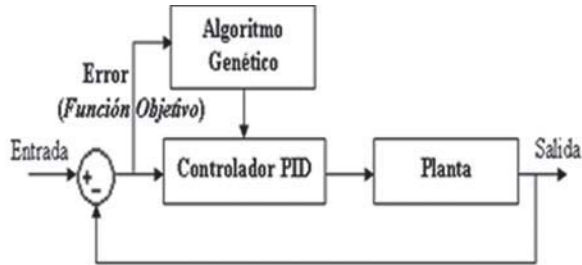 Algoritmo
Genético
Error
(Función Objetivo)
Entrada
Controlador PID
Planta
Salida
+
-